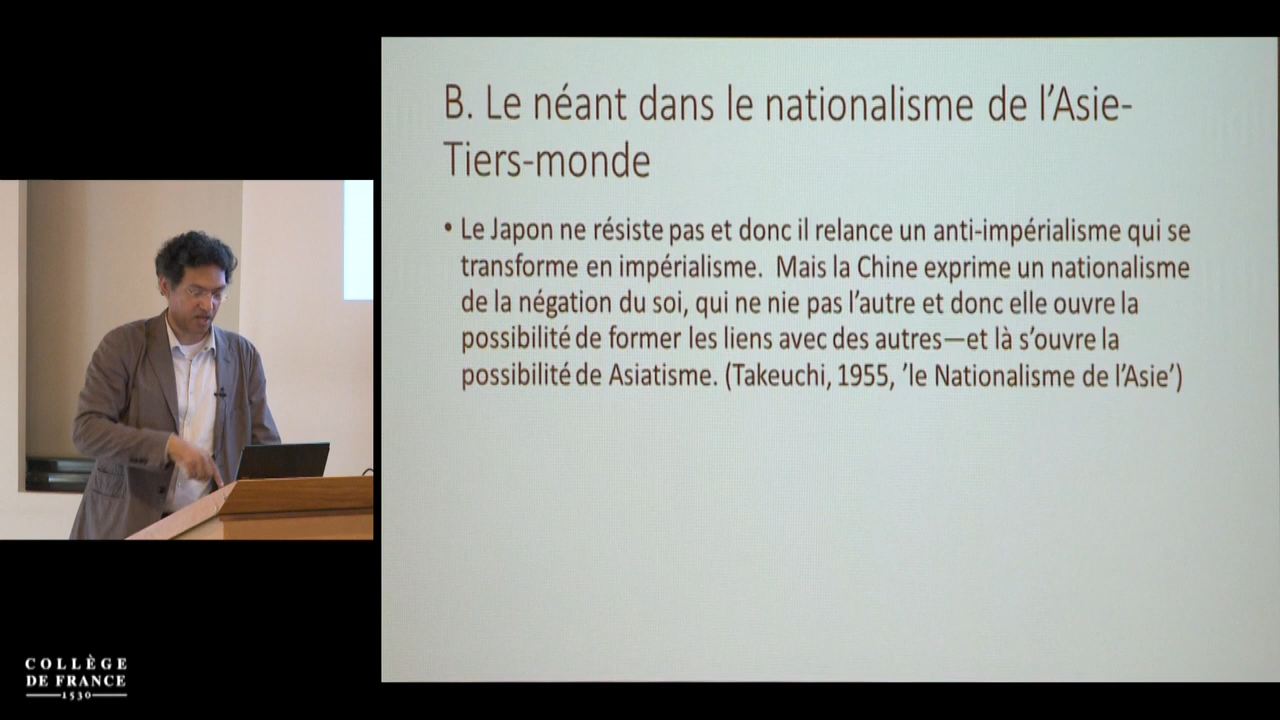 B. Le néant dans le nationalisme de l'Asie-
Tiers-monde
• Le Japon ne résiste pas et donc il relance un anti-impérialisme qui se
transforme en impérialisme.  Mais la Chine exprime un nationalisme
de la négation du soi, qui ne nie pas l'autre et donc elle ouvre la
possibilité de former les liens avec des autres—et là s'ouvre la
possibilité de Asiatisme. (Takeuchi, 1955, 'le Nationalisme de l'Asie')
COLLÈGE
DE FRANCE
1530